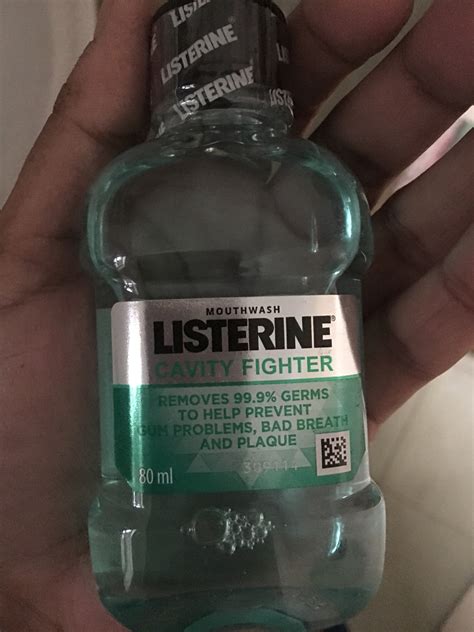 LISTERINE
LISTERINE
LISTERINE
MOUTHWASH
LISTERINE®
CAVITY FIGHTER
REMOVES 99.9% GERMS
TO HELP PREVENT
GUM PROBLEMS, BAD BREATH
AND PLAQUE
80 ml